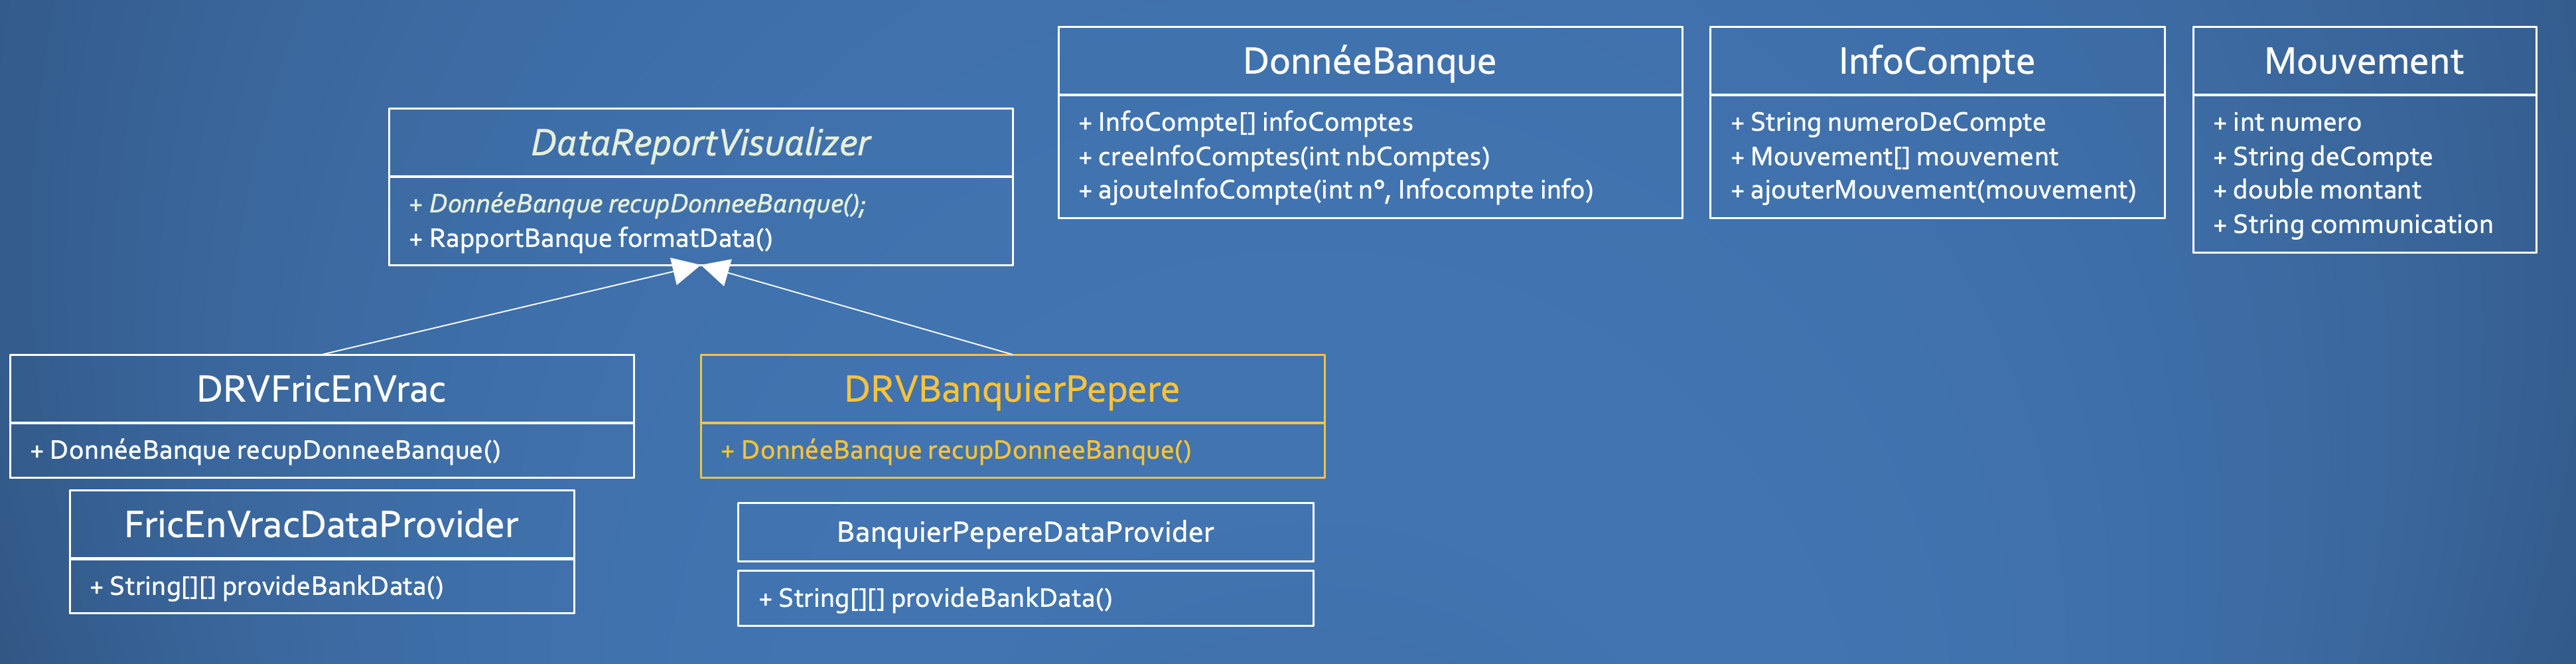 DataReportVisualizer
+ DonnéeBanque recupDonneeBanque();
+ RapportBanque formatData()
DonnéeBanque
+ InfoCompte[] infoComptes
+ creeInfoComptes(int nbComptes)
+ ajouteInfoCompte(int n°, Infocompte info)
InfoCompte
+ String numeroDeCompte
+ Mouvement[] mouvement
+ ajouterMouvement(mouvement)
Mouvement
+ int numero
+ String deCompte
+ double montant
+ String communication
DRVFricEnVrac
+ DonnéeBanque recupDonneeBanque()
FricEnVracDataProvider
+ String[][] provideBankData()
DRVBanquierPepere
+ DonnéeBanque recupDonneeBanque()
BanquierPepereDataProvider
+ String[][] provideBankData()